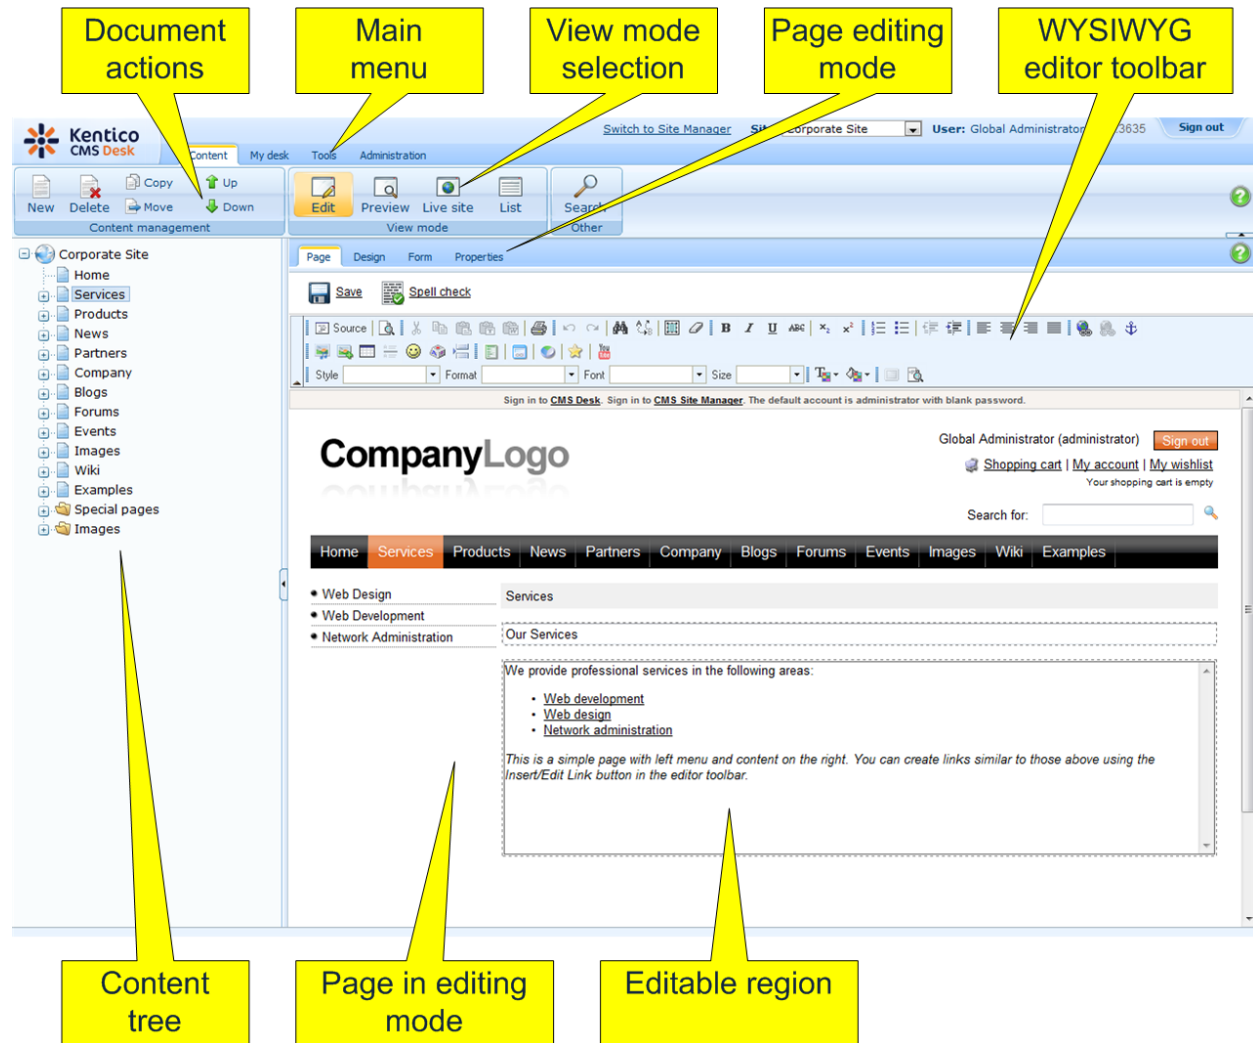 Document
actions
Main
menu
View mode
selection
Page editing
mode
WYSIWYG
editor toolbar
Kentico
CMS Desk
Switch to Site Manager
Corporate Site
User: Global Administrator
3635
Sign out
Content
My desk
Tools
Administration
New
Delete
Copy
Move
Up
Down
Content management
Edit
Preview
Live site
List
View mode
Search
Other
Corporate Site
Home
Services
Products
News
Partners
Company
Blogs
Forums
Events
Images
Wiki
Examples
Special pages
Images
Page
Design
Form
Properties
Save
Spell check
Source
B I U ABC x₂ x²
You Tube
Style
Format
Font
Size
Sign in to CMS Desk. Sign in to CMS Site Manager. The default account is administrator with blank password.
CompanyLogo
Global Administrator (administrator)
Sign out
Shopping cart | My account | My wishlist
Your shopping cart is empty
Search for:
Home Services Products News Partners Company Blogs Forums Events Images Wiki Examples
Web Design
Web Development
Network Administration
Services
Our Services
We provide professional services in the following areas:
• Web development
• Web design
• Network administration
This is a simple page with left menu and content on the right. You can create links similar to those above using the
Insert/Edit Link button in the editor toolbar.
Content
tree
Page in editing
mode
Editable region